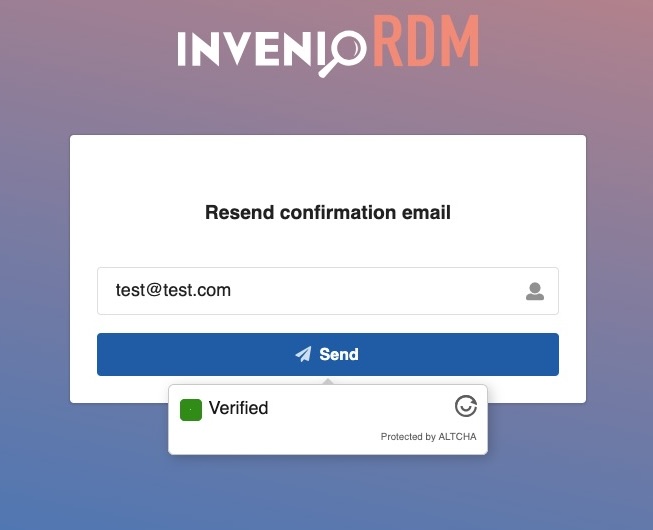 INVENIO RDM
Resend confirmation email
test@test.com
Send
Verified
Protected by ALTCHA